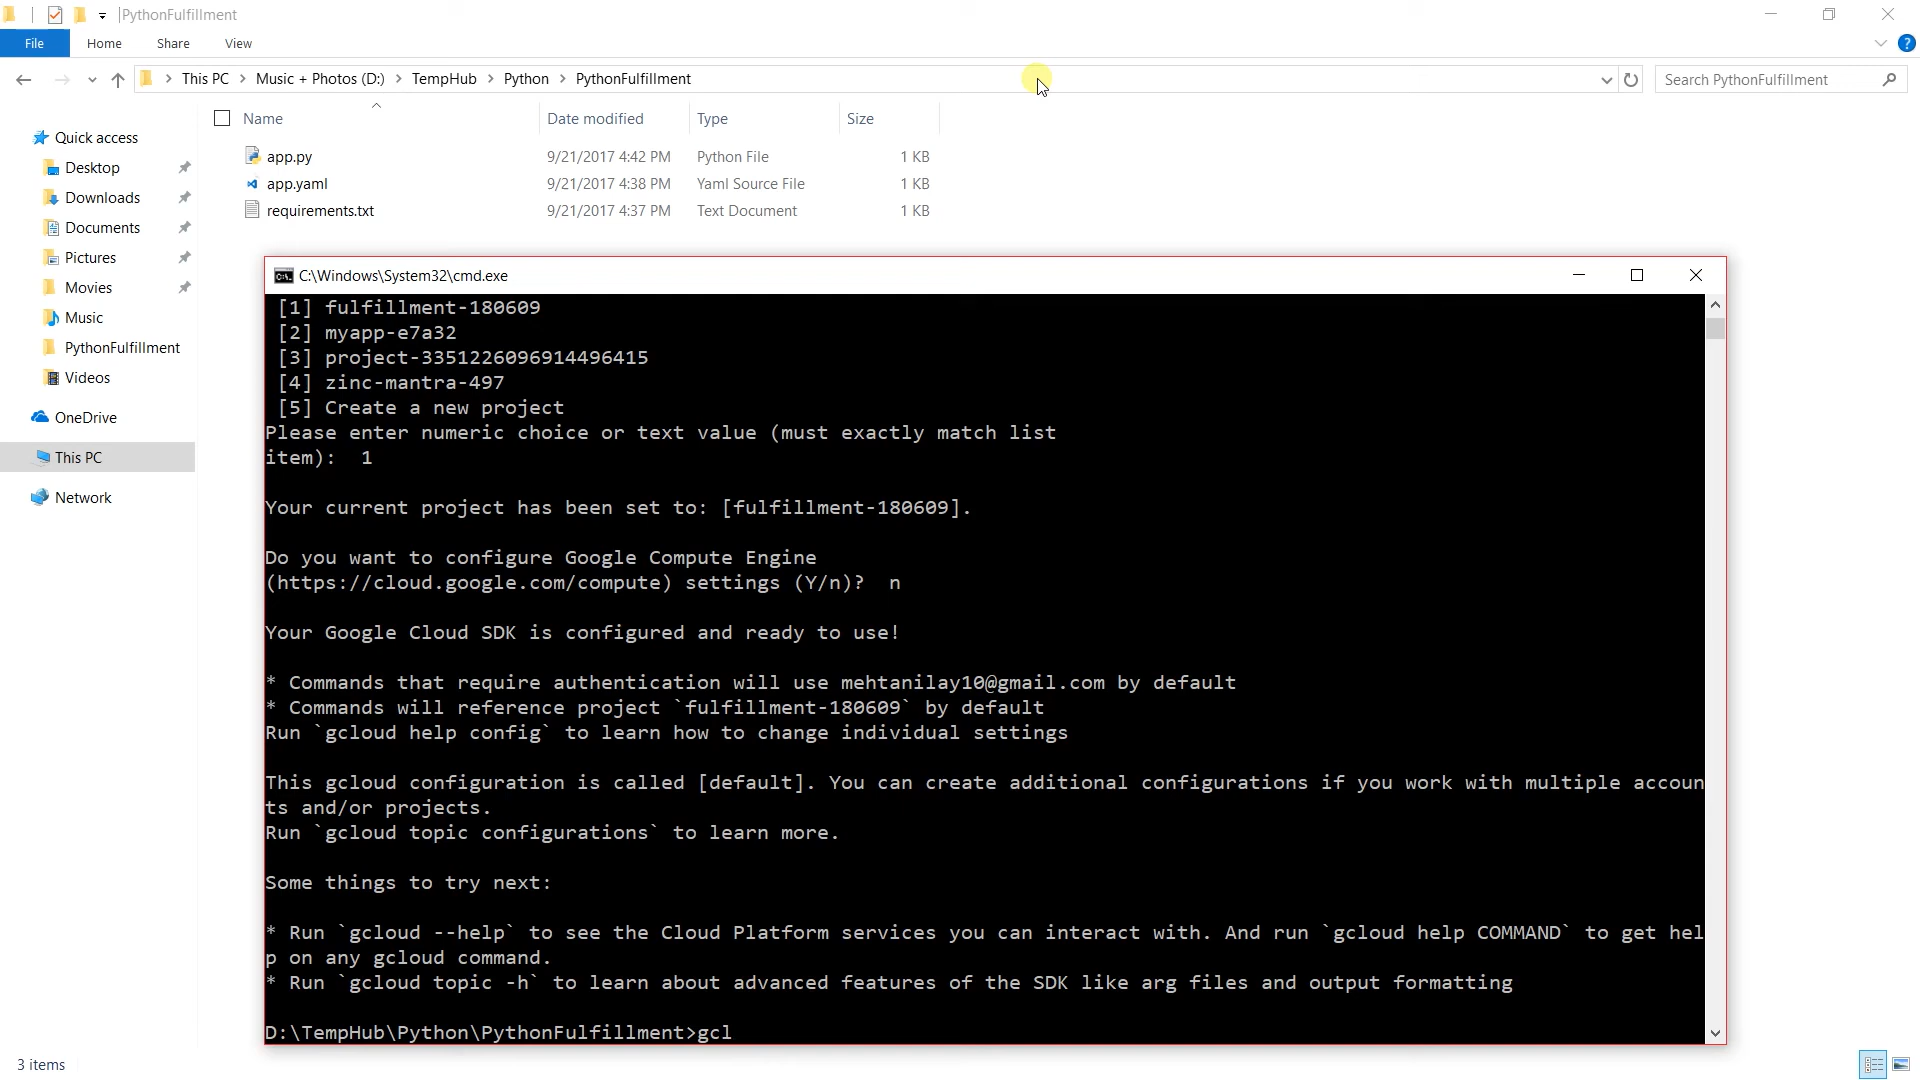 PythonFulfillment
File Home Share View
This PC Music + Photos (D:) TempHub Python PythonFulfillment
Search PythonFulfillment
Name Date modified Type Size
app.py 9/21/2017 4:42 PM Python File 1 KB
app.yaml 9/21/2017 4:38 PM Yaml Source File 1 KB
requirements.txt 9/21/2017 4:37 PM Text Document 1 KB
Quick access
Desktop
Downloads
Documents
Pictures
Movies
Music
PythonFulfillment
Videos
OneDrive
This PC
Network
C:\Windows\System32\cmd.exe
[1] fulfillment-180609
[2] myapp-e7a32
[3] project-3351226096914496415
[4] zinc-mantra-497
[5] Create a new project
Please enter numeric choice or text value (must exactly match list
item):  1
Your current project has been set to: [fulfillment-180609].
Do you want to configure Google Compute Engine
(https://cloud.google.com/compute) settings (Y/n)?  n
Your Google Cloud SDK is configured and ready to use!
* Commands that require authentication will use mehtanilay10@gmail.com by default
* Commands will reference project `fulfillment-180609` by default
Run `gcloud help config` to learn how to change individual settings
This gcloud configuration is called [default]. You can create additional configurations if you work with multiple accoun
ts and/or projects.
Run `gcloud topic configurations` to learn more.
Some things to try next:
* Run `gcloud --help` to see the Cloud Platform services you can interact with. And run `gcloud help COMMAND` to get hel
p on any gcloud command.
* Run `gcloud topic -h` to learn about advanced features of the SDK like arg files and output formatting
D:\TempHub\Python\PythonFulfillment>gcl
3 items